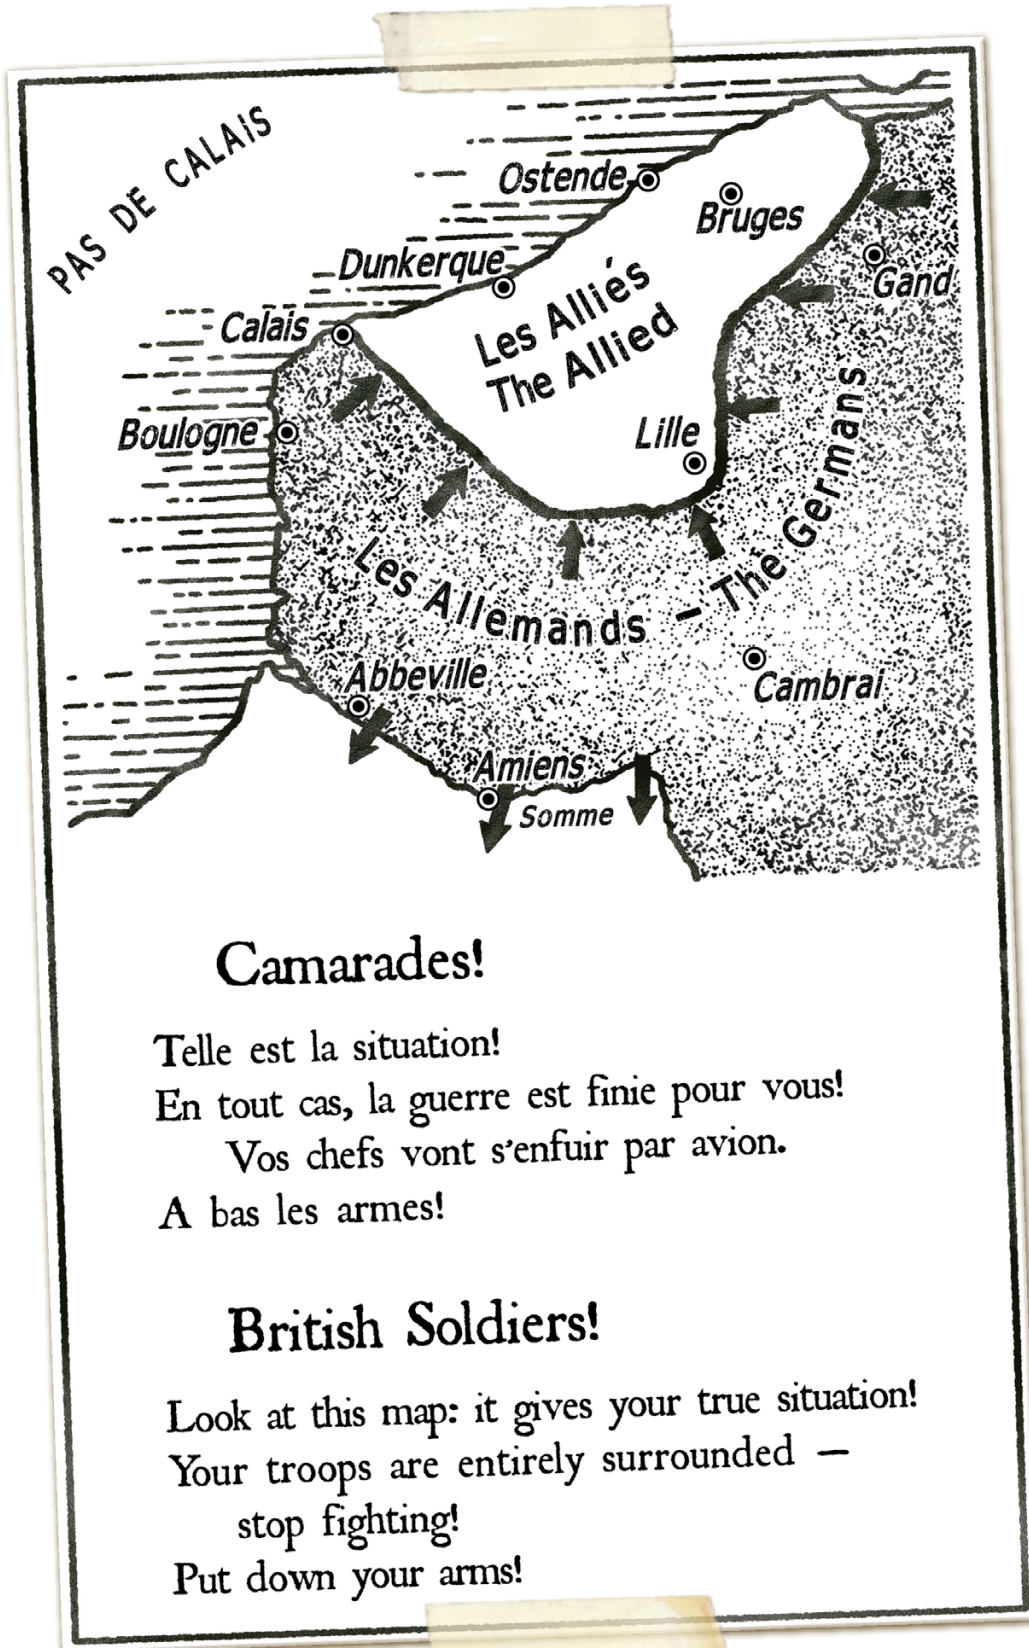 PAS DE CALAIS
Ostende
Bruges
Dunkerque
Gand
Calais
Les Alliés
The Allied
Boulogne
Lille
Les Allemands – The Germans
Abbeville
Cambrai
Amiens
Somme
Camarades!
Telle est la situation!
En tout cas, la guerre est finie pour vous!
Vos chefs vont s'enfuir par avion.
A bas les armes!
British Soldiers!
Look at this map: it gives your true situation!
Your troops are entirely surrounded —
stop fighting!
Put down your arms!